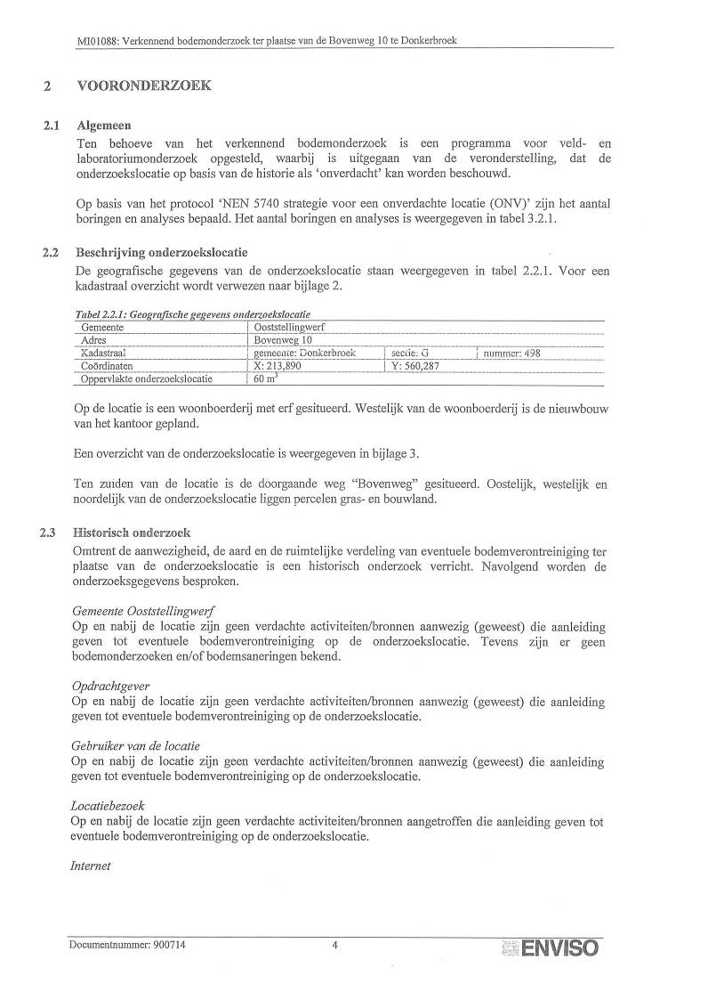 MI01088: Verkennend bodemonderzoek ter plaatse van de Bovenweg 10 te Donkerbroek
2 VOORONDERZOEK
2.1 Algemeen
Ten behoeve van het verkennend bodemonderzoek is een programma voor veld- en
laboratoriumonderzoek opgesteld, waarbij is uitgegaan van de veronderstelling, dat de
onderzoekslocatie op basis van de historie als ‘onverdacht’ kan worden beschouwd.
Op basis van het protocol ‘NEN 5740 strategie voor een onverdachte locatie (ONV)’ zijn het aantal
boringen en analyses bepaald. Het aantal boringen en analyses is weergegeven in tabel 3.2.1.
2.2 Beschrijving onderzoekslocatie
De geografische gegevens van de onderzoekslocatie staan weergegeven in tabel 2.2.1. Voor een
kadastraal overzicht wordt verwezen naar bijlage 2.
Tabel 2.2.1: Geografische gegevens onderzoekslocatie
Gemeente Ooststellingwerf
Adres Bovenweg 10
Kadastraal gemeente: Donkerbroek sectie: G nummer: 498
Coördinaten X: 213,890 Y: 560,287
Oppervlakte onderzoekslocatie 60 m³
Op de locatie is een woonboerderij met erf gesitueerd. Westelijk van de woonboerderij is de nieuwbouw
van het kantoor gepland.
Een overzicht van de onderzoekslocatie is weergegeven in bijlage 3.
Ten zuiden van de locatie is de doorgaande weg “Bovenweg” gesitueerd. Oostelijk, westelijk en
noordelijk van de onderzoekslocatie liggen percelen gras- en bouwland.
2.3 Historisch onderzoek
Omtrent de aanwezigheid, de aard en de ruimtelijke verdeling van eventuele bodemverontreiniging ter
plaatse van de onderzoekslocatie is een historisch onderzoek verricht. Navolgend worden de
onderzoeksgegevens besproken.
Gemeente Ooststellingwerf
Op en nabij de locatie zijn geen verdachte activiteiten/bronnen aanwezig (geweest) die aanleiding
geven tot eventuele bodemverontreiniging op de onderzoekslocatie. Tevens zijn er geen
bodemonderzoeken en/of bodemsaneringen bekend.
Opdrachtgever
Op en nabij de locatie zijn geen verdachte activiteiten/bronnen aanwezig (geweest) die aanleiding
geven tot eventuele bodemverontreiniging op de onderzoekslocatie.
Gebruiker van de locatie
Op en nabij de locatie zijn geen verdachte activiteiten/bronnen aanwezig (geweest) die aanleiding
geven tot eventuele bodemverontreiniging op de onderzoekslocatie.
Locatiebezoek
Op en nabij de locatie zijn geen verdachte activiteiten/bronnen aangetroffen die aanleiding geven tot
eventuele bodemverontreiniging op de onderzoekslocatie.
Internet
Documentnummer: 900714 4 ENVISO